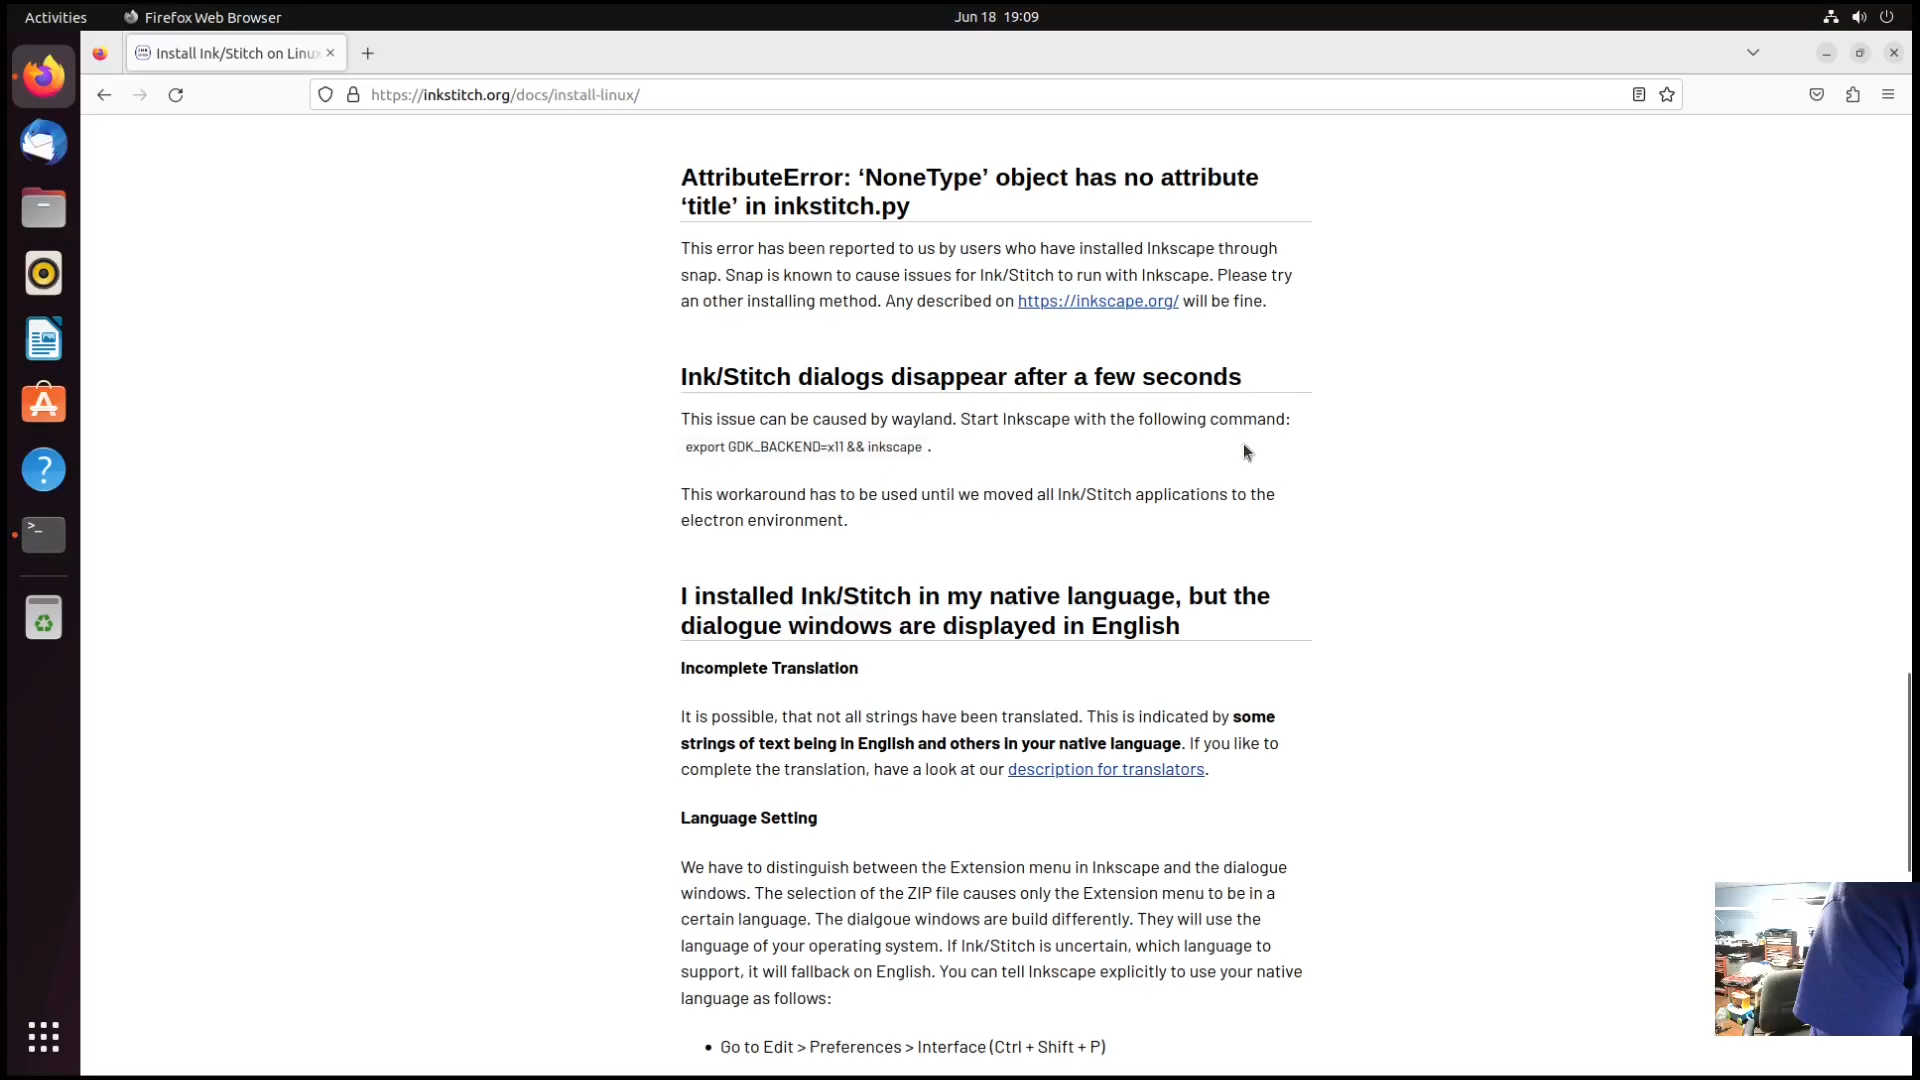 Activities
Firefox Web Browser
Jun 18 19:09
Install Ink/Stitch on Linux
https://inkstitch.org/docs/install-linux/
AttributeError: ‘NoneType’ object has no attribute
‘title’ in inkstitch.py
This error has been reported to us by users who have installed Inkscape through
snap. Snap is known to cause issues for Ink/Stitch to run with Inkscape. Please try
an other installing method. Any described on https://inkscape.org/ will be fine.
Ink/Stitch dialogs disappear after a few seconds
This issue can be caused by wayland. Start Inkscape with the following command:
export GDK_BACKEND=x11 && inkscape .
This workaround has to be used until we moved all Ink/Stitch applications to the
electron environment.
I installed Ink/Stitch in my native language, but the
dialogue windows are displayed in English
Incomplete Translation
It is possible, that not all strings have been translated. This is indicated by some
strings of text being in English and others in your native language. If you like to
complete the translation, have a look at our description for translators.
Language Setting
We have to distinguish between the Extension menu in Inkscape and the dialogue
windows. The selection of the ZIP file causes only the Extension menu to be in a
certain language. The dialgoue windows are build differently. They will use the
language of your operating system. If Ink/Stitch is uncertain, which language to
support, it will fallback on English. You can tell Inkscape explicitly to use your native
language as follows:
• Go to Edit > Preferences > Interface (Ctrl + Shift + P)